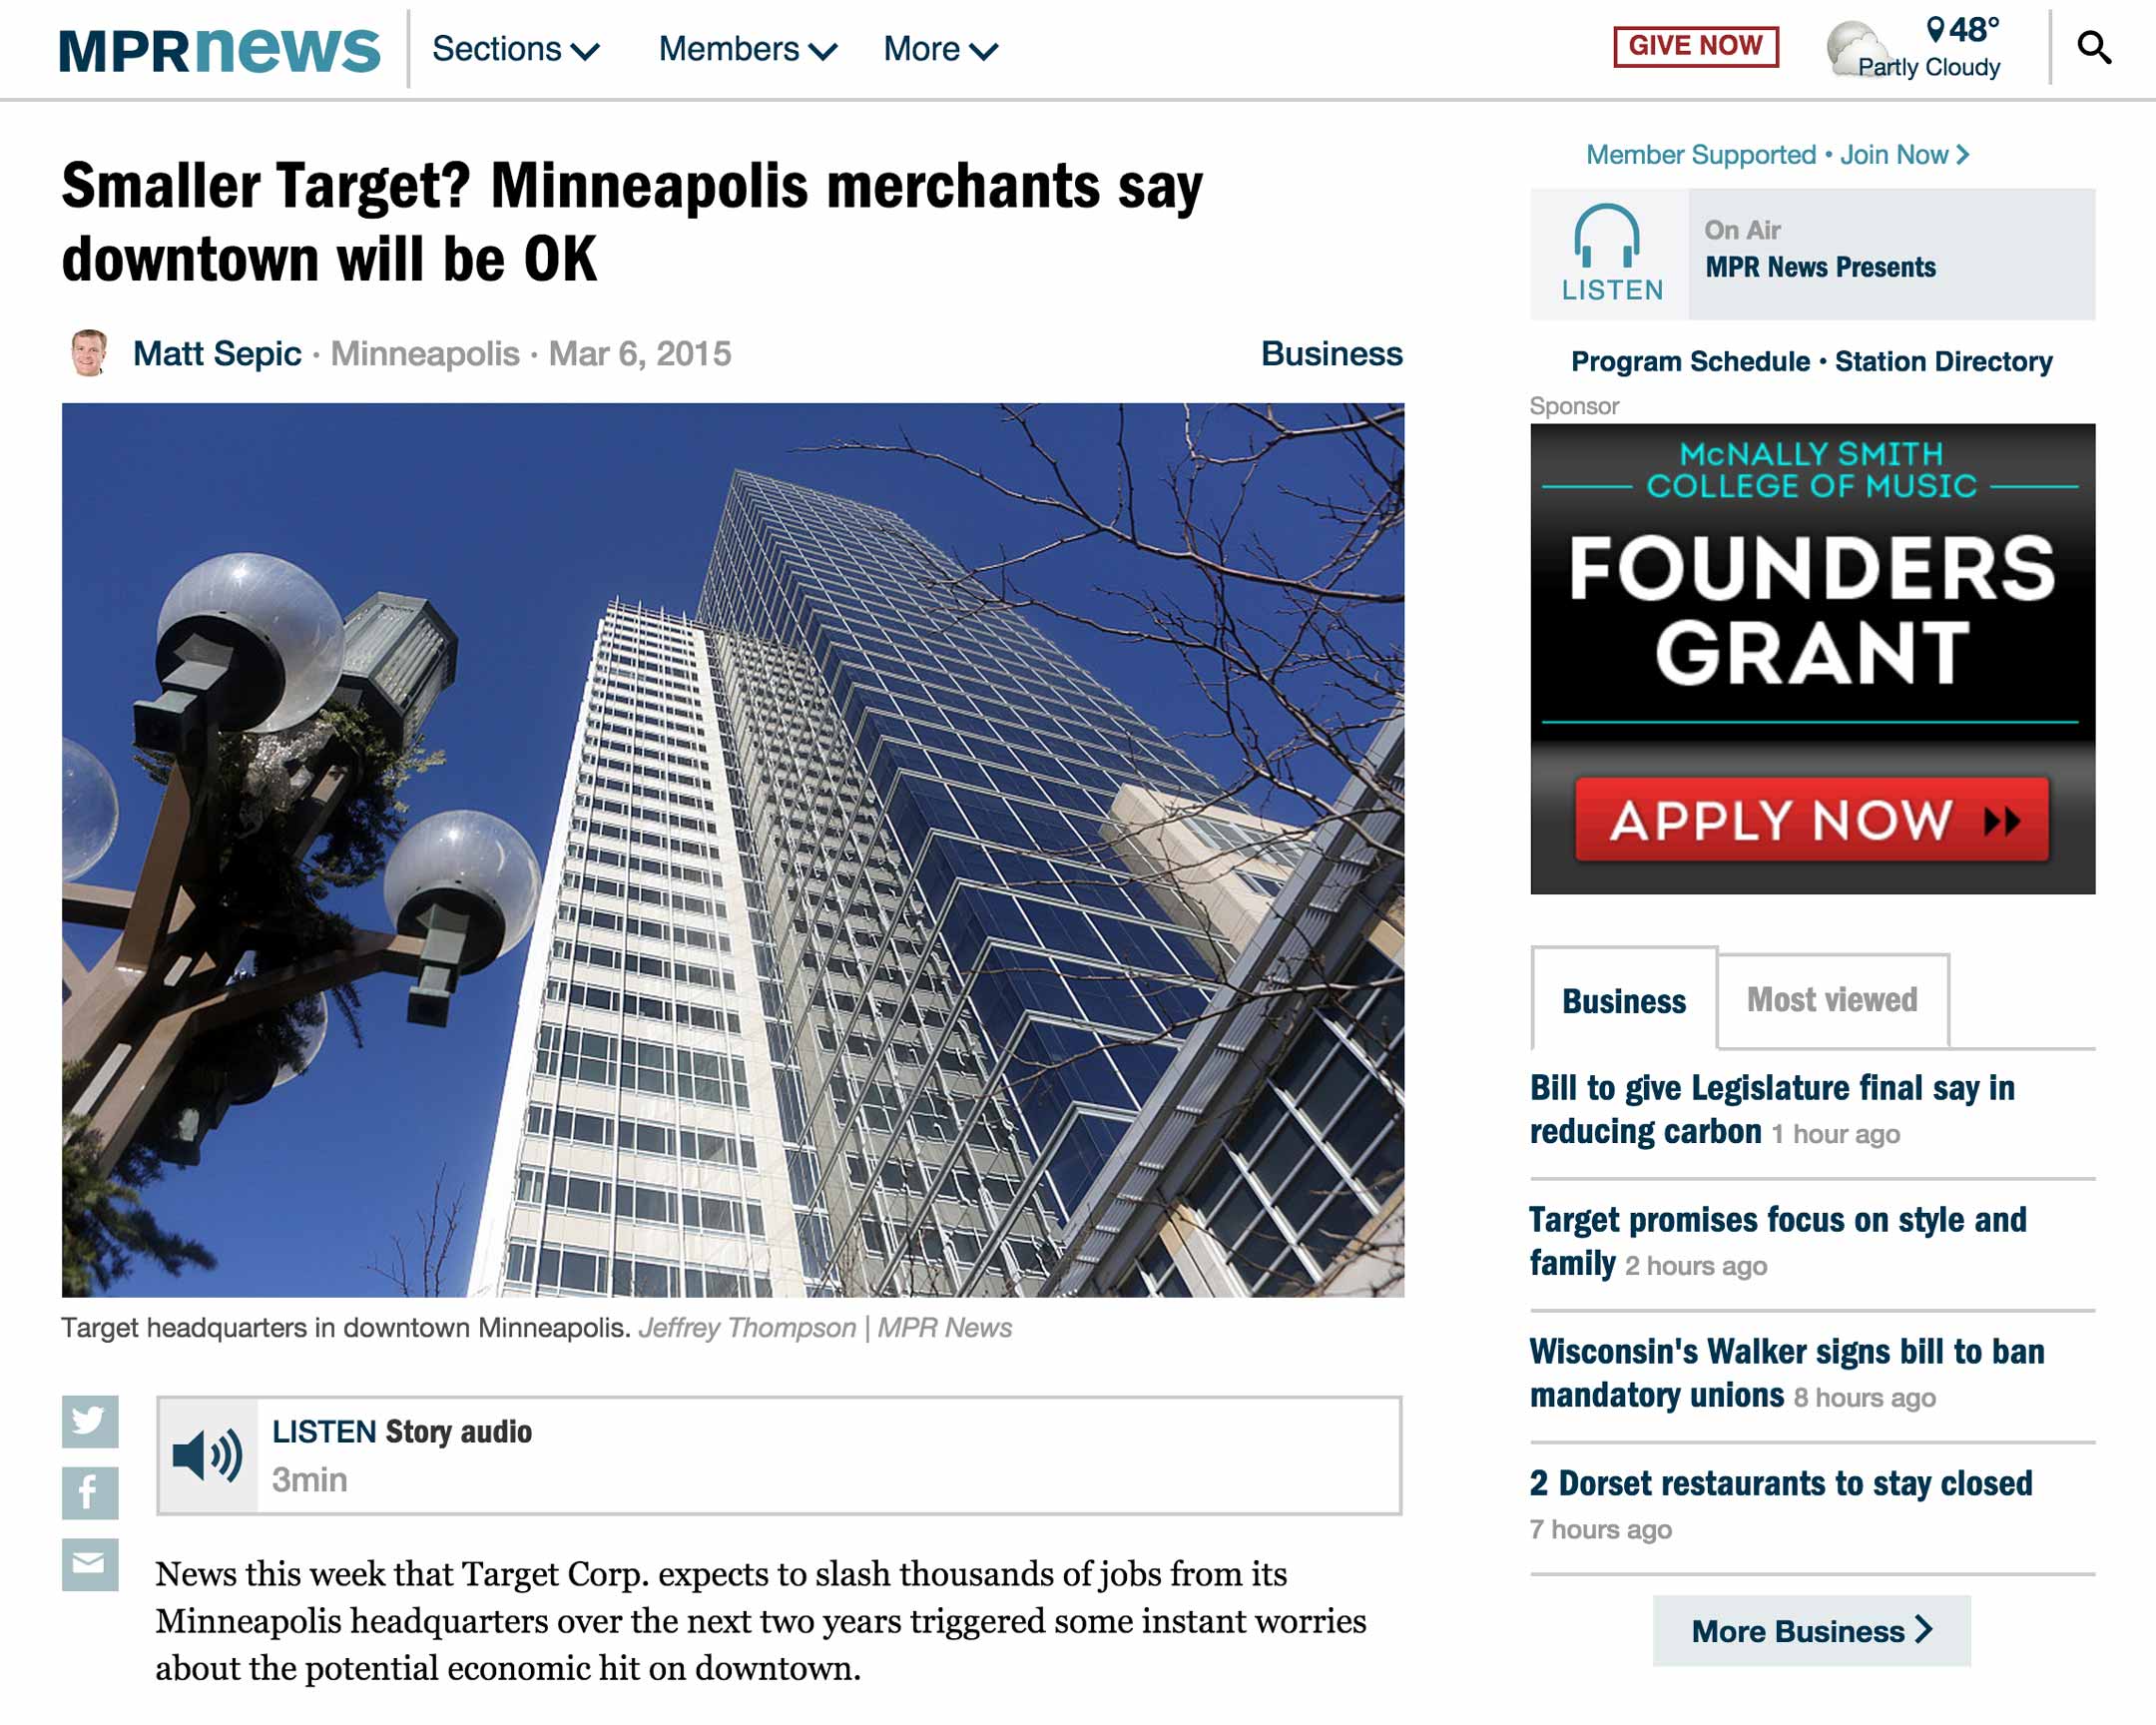 MPRnews
Sections
Members
More
GIVE NOW
48°
Partly Cloudy
Smaller Target? Minneapolis merchants say
downtown will be OK
Matt Sepic · Minneapolis · Mar 6, 2015
Business
Target headquarters in downtown Minneapolis. Jeffrey Thompson | MPR News
LISTEN Story audio
3min
News this week that Target Corp. expects to slash thousands of jobs from its
Minneapolis headquarters over the next two years triggered some instant worries
about the potential economic hit on downtown.
Member Supported • Join Now
LISTEN
On Air
MPR News Presents
Program Schedule • Station Directory
Sponsor
McNALLY SMITH
COLLEGE OF MUSIC
FOUNDERS
GRANT
APPLY NOW
Business
Most viewed
Bill to give Legislature final say in
reducing carbon 1 hour ago
Target promises focus on style and
family 2 hours ago
Wisconsin's Walker signs bill to ban
mandatory unions 8 hours ago
2 Dorset restaurants to stay closed
7 hours ago
More Business